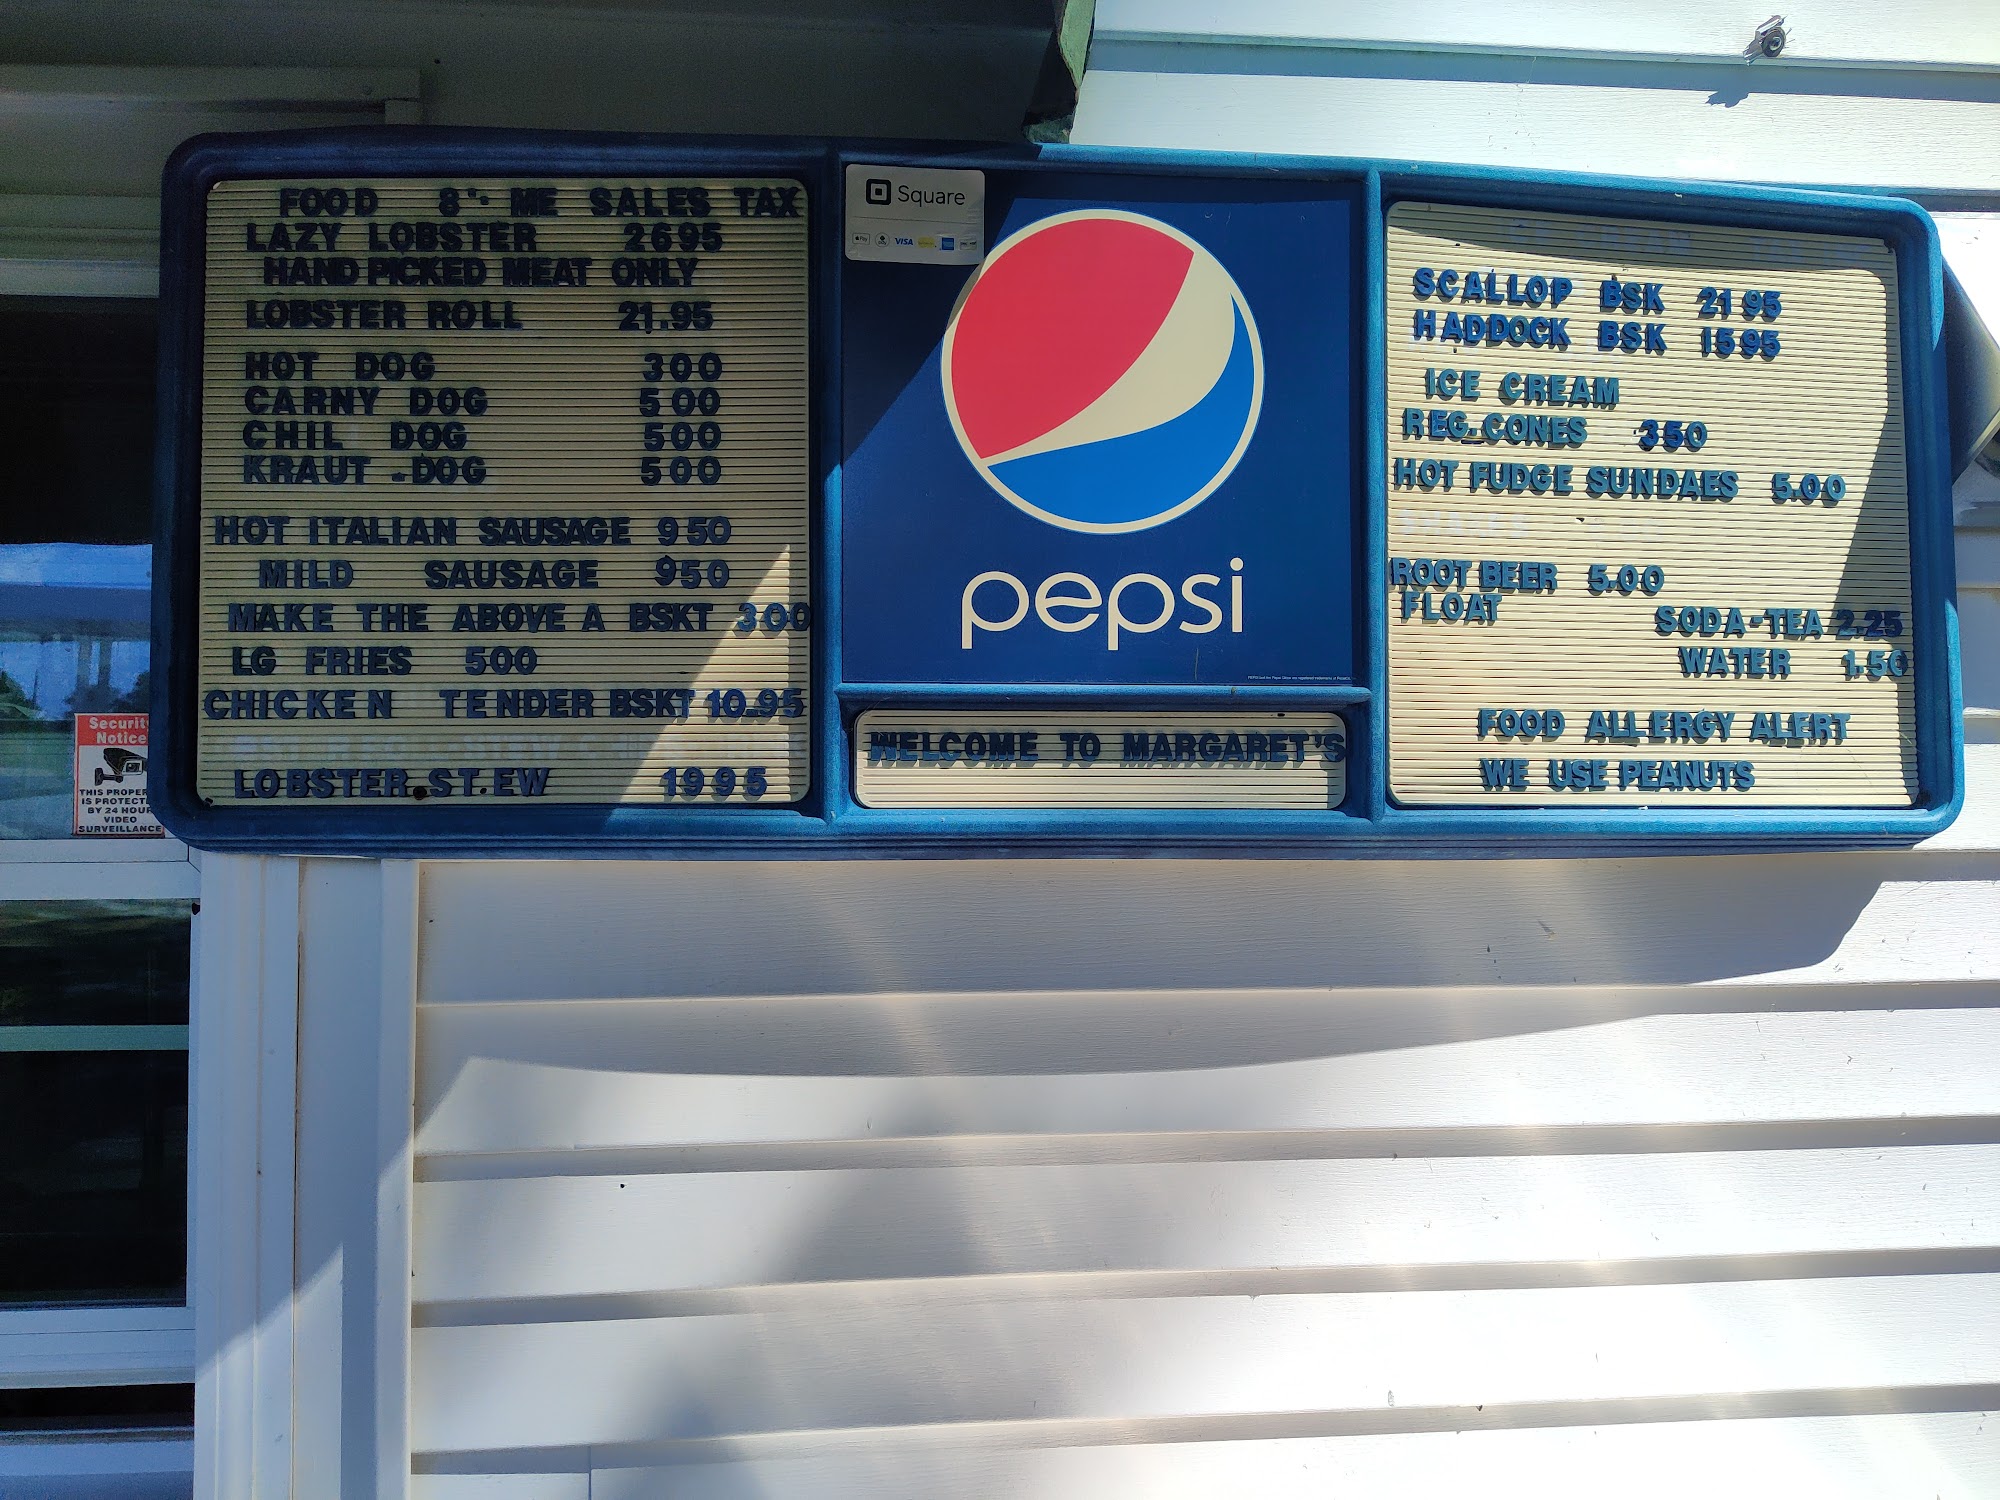 FOOD 8% ME SALES TAX
LAZY LOBSTER 2695
HAND PICKED MEAT ONLY
LOBSTER ROLL 21.95
HOT DOG 300
CARNY DOG 500
CHIL DOG 500
KRAUT -DOG 500
HOT ITALIAN SAUSAGE 950
MILD SAUSAGE 950
MAKE THE ABOVE A BSKT 300
LG FRIES 500
CHICKEN TENDER BSKT 10.95
LOBSTER.ST.EW 1995
Square
VISA
pepsi
WELCOME TO MARGARET'S
SCALLOP BSK 2195
HADDOCK BSK 1595
ICE CREAM
REG. CONES 350
HOT FUDGE SUNDAES 5.00
ROOT BEER 5.00
FLOAT
SODA-TEA 2.25
WATER 1.50
FOOD ALLERGY ALERT
WE USE PEANUTS
Security
Notice
THIS PROPER
IS PROTECT
BY 24 HOUR
VIDEO
SURVEILLANCE